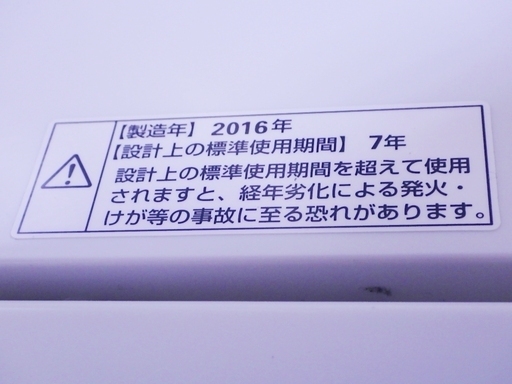 【製造年】 2016年
【設計上の標準使用期間】 7年
設計上の標準使用期間を超えて使用
されますと、経年劣化による発火・
けが等の事故に至る恐れがあります。